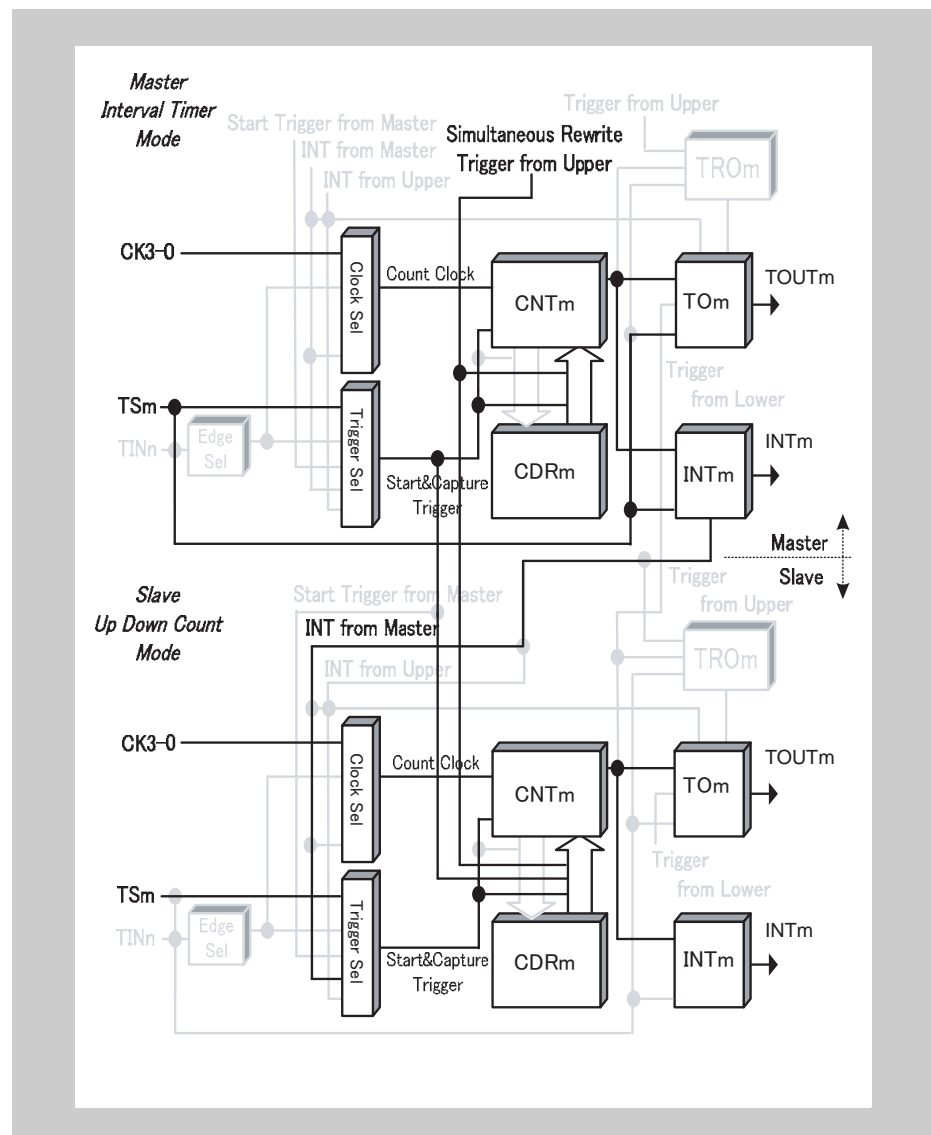 Master
Interval Timer
Mode
Trigger from Upper
Start Trigger from Master
INT from Master
INT from Upper
Simultaneous Rewrite
Trigger from Upper
TROm
CK3-0
Clock Sel
Count Clock
CNTm
TOm
TOUTm
Trigger
from Lower
TSm
TINn
Edge
Sel
Trigger Sel
Start&Capture
Trigger
CDRm
INTm
INTm
Master
Slave
Slave
Up Down Count
Mode
Start Trigger from Master
INT from Master
INT from Upper
Trigger
from Upper
TROm
CK3-0
Clock Sel
Count Clock
CNTm
TOm
TOUTm
Trigger
from Lower
TSm
TINn
Edge
Sel
Trigger Sel
Start&Capture
Trigger
CDRm
INTm
INTm